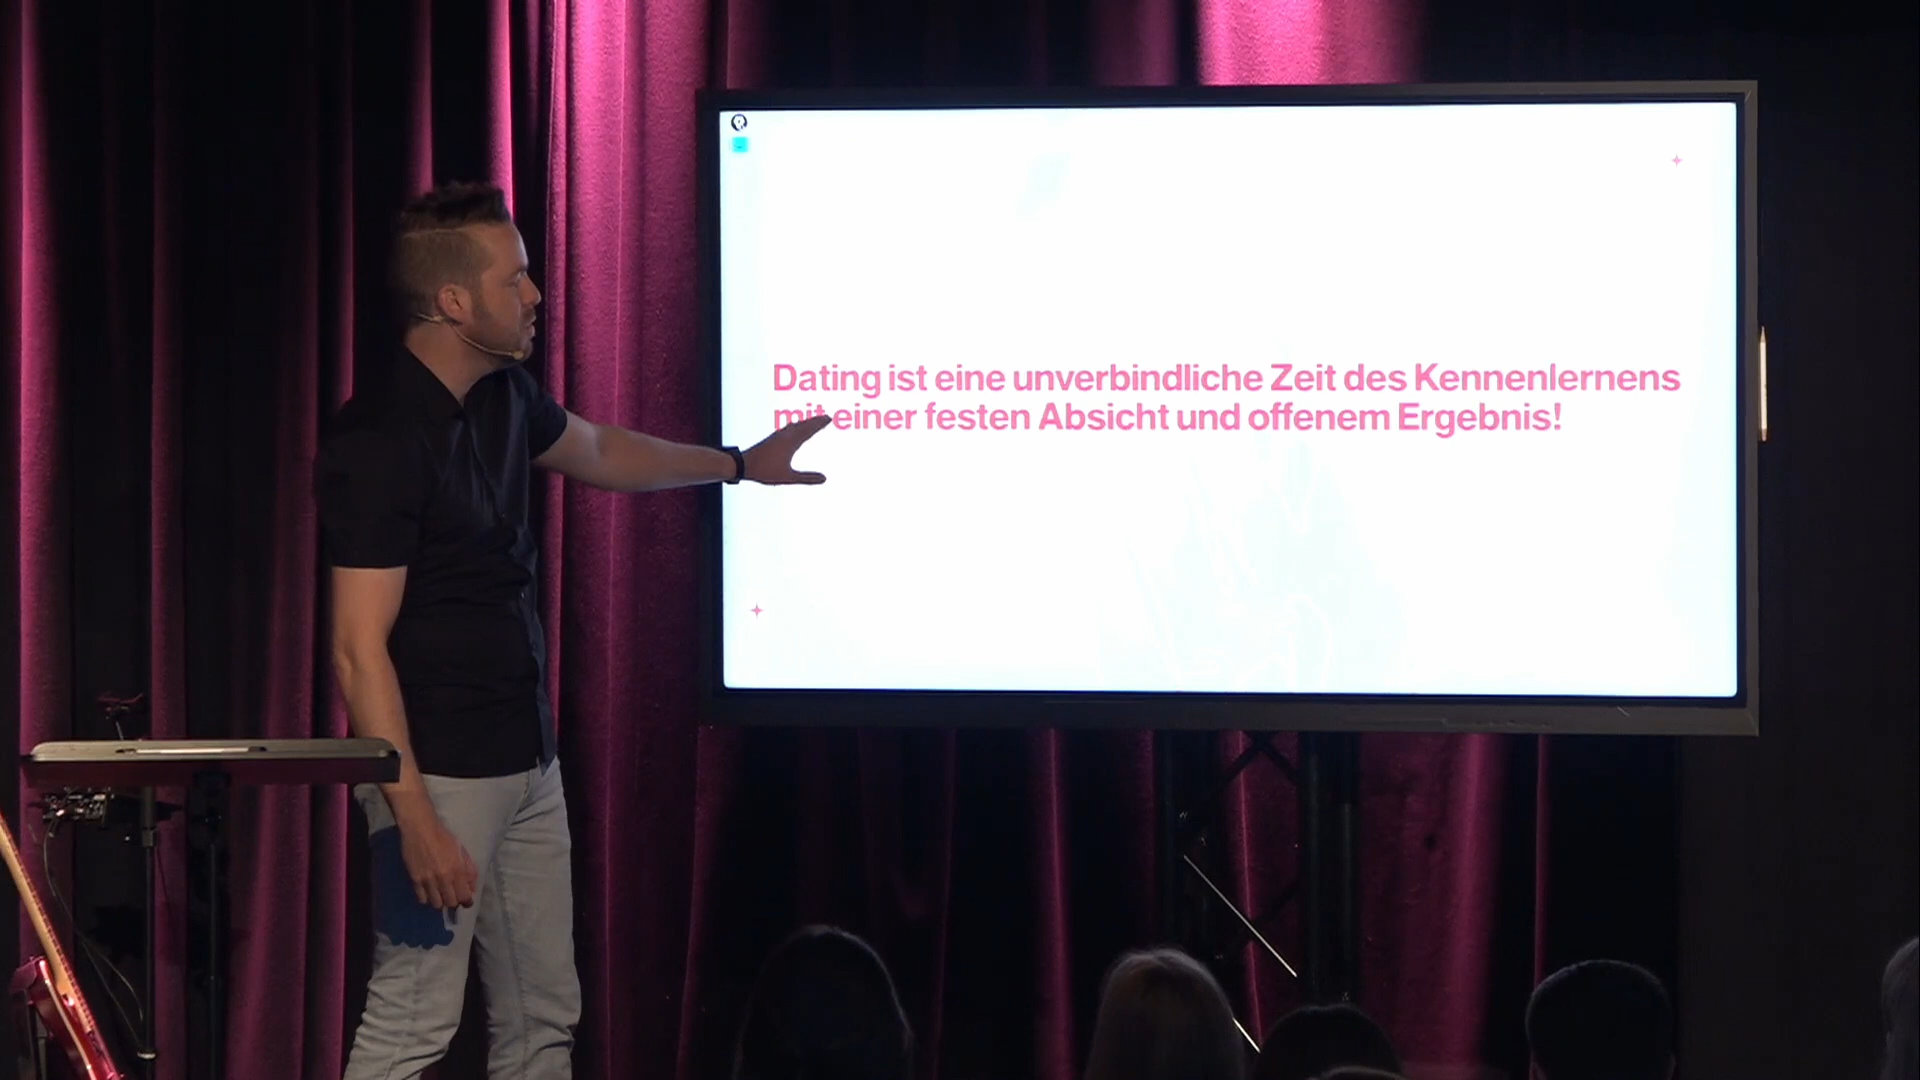 Dating ist eine unverbindliche Zeit des Kennenlernens
mit einer festen Absicht und offenem Ergebnis!